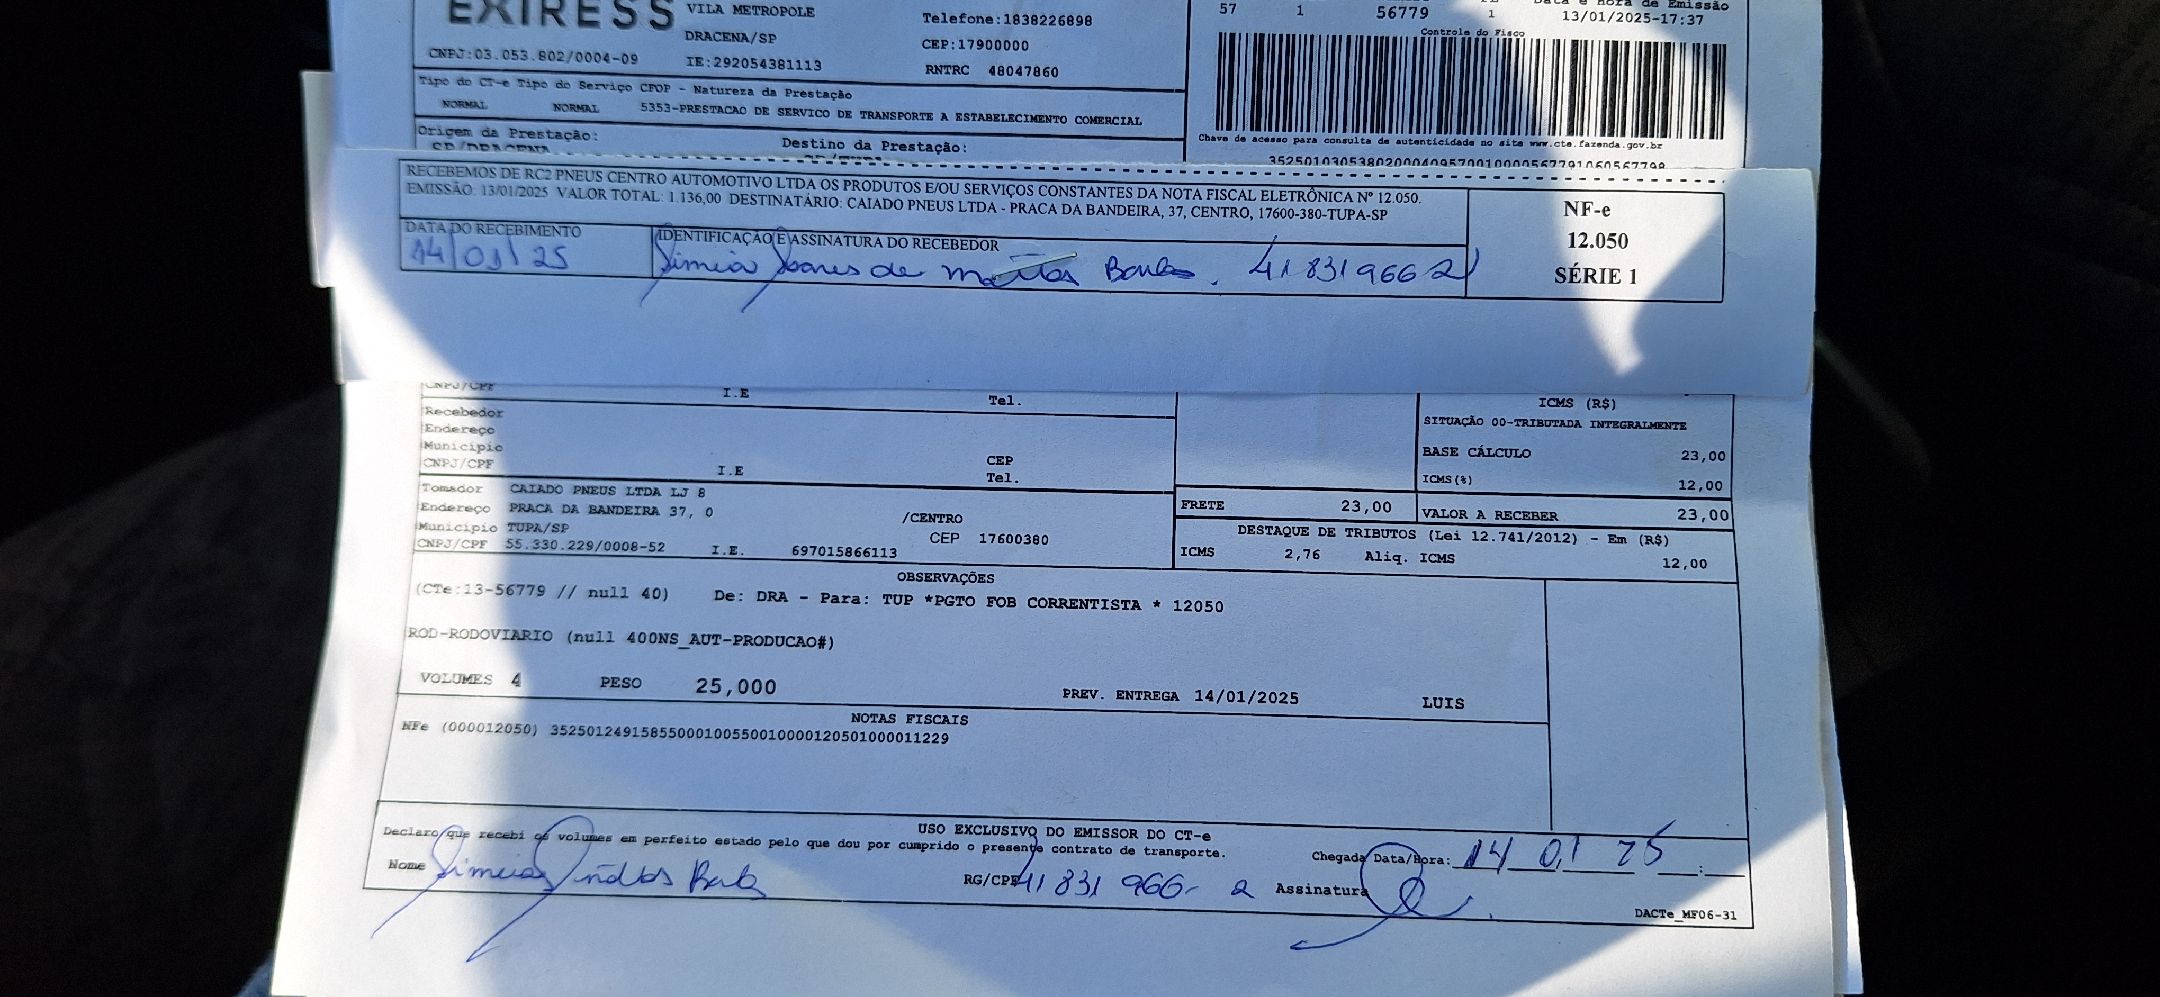 EXPRESS
VILA METROPOLE
DRACENA/SP
CNPJ:03.053.802/0004-09 IE:292054381113
Telefone:1838226898
CEP:17900000
RNTRC 48047860
57 1 56779 1 13/01/2025-17:37
Data e Hora de Emissão
Controle do Fisco
Tipo do CT-e Tipo do Serviço CFOP - Natureza da Prestação
NORMAL NORMAL 5353-PRESTACAO DE SERVICO DE TRANSPORTE A ESTABELECIMENTO COMERCIAL
Origem da Prestação: Destino da Prestação:
SP/DRACENA
Chave de acesso para consulta de autenticidade no site www.cte.fazenda.gov.br
RECEBEMOS DE RC2 PNEUS CENTRO AUTOMOTIVO LTDA OS PRODUTOS E/OU SERVIÇOS CONSTANTES DA NOTA FISCAL ELETRÔNICA Nº 12.050.
EMISSÃO: 13/01/2025 VALOR TOTAL: 1.136,00 DESTINATÁRIO: CAIADO PNEUS LTDA - PRACA DA BANDEIRA, 37, CENTRO, 17600-380-TUPA-SP
DATA DO RECEBIMENTO IDENTIFICAÇÃO E ASSINATURA DO RECEBEDOR
14/01/25 Simeia Soares de 41 831 966 2
NF-e
12.050
SÉRIE 1
CNPJ/CPF I.E Tel.
Recebedor
Endereço
Municipio CEP
CNPJ/CPF I.E Tel.
Tomador CAIADO PNEUS LTDA LJ 8
Endereço PRACA DA BANDEIRA 37, 0 /CENTRO
Municipio TUPA/SP CEP 17600380
CNPJ/CPF 55.330.229/0008-52 I.E. 697015866113
ICMS (R$)
SITUAÇÃO 00-TRIBUTADA INTEGRALMENTE
BASE CÁLCULO 23,00
ICMS(%) 12,00
FRETE 23,00 VALOR A RECEBER 23,00
DESTAQUE DE TRIBUTOS (Lei 12.741/2012) - Em (R$)
ICMS 2,76 Aliq. ICMS 12,00
OBSERVAÇÕES
(CTe:13-56779 // null 40) De: DRA - Para: TUP *PGTO FOB CORRENTISTA * 12050
ROD-RODOVIARIO (null 400NS_AUT-PRODUCAO#)
VOLUMES 4 PESO 25,000 PREV. ENTREGA 14/01/2025 LUIS
NOTAS FISCAIS
NFe (000012050) 35250124915855000100550010000120501000011229
USO EXCLUSIVO DO EMISSOR DO CT-e
Declaro que recebi os volumes em perfeito estado pelo que dou por cumprido o presente contrato de transporte.
Chegada Data/Hora: 14 01 25 :
Nome Simeia RG/CPF 41 831 966-2 Assinatura
DACTe_MF06-31